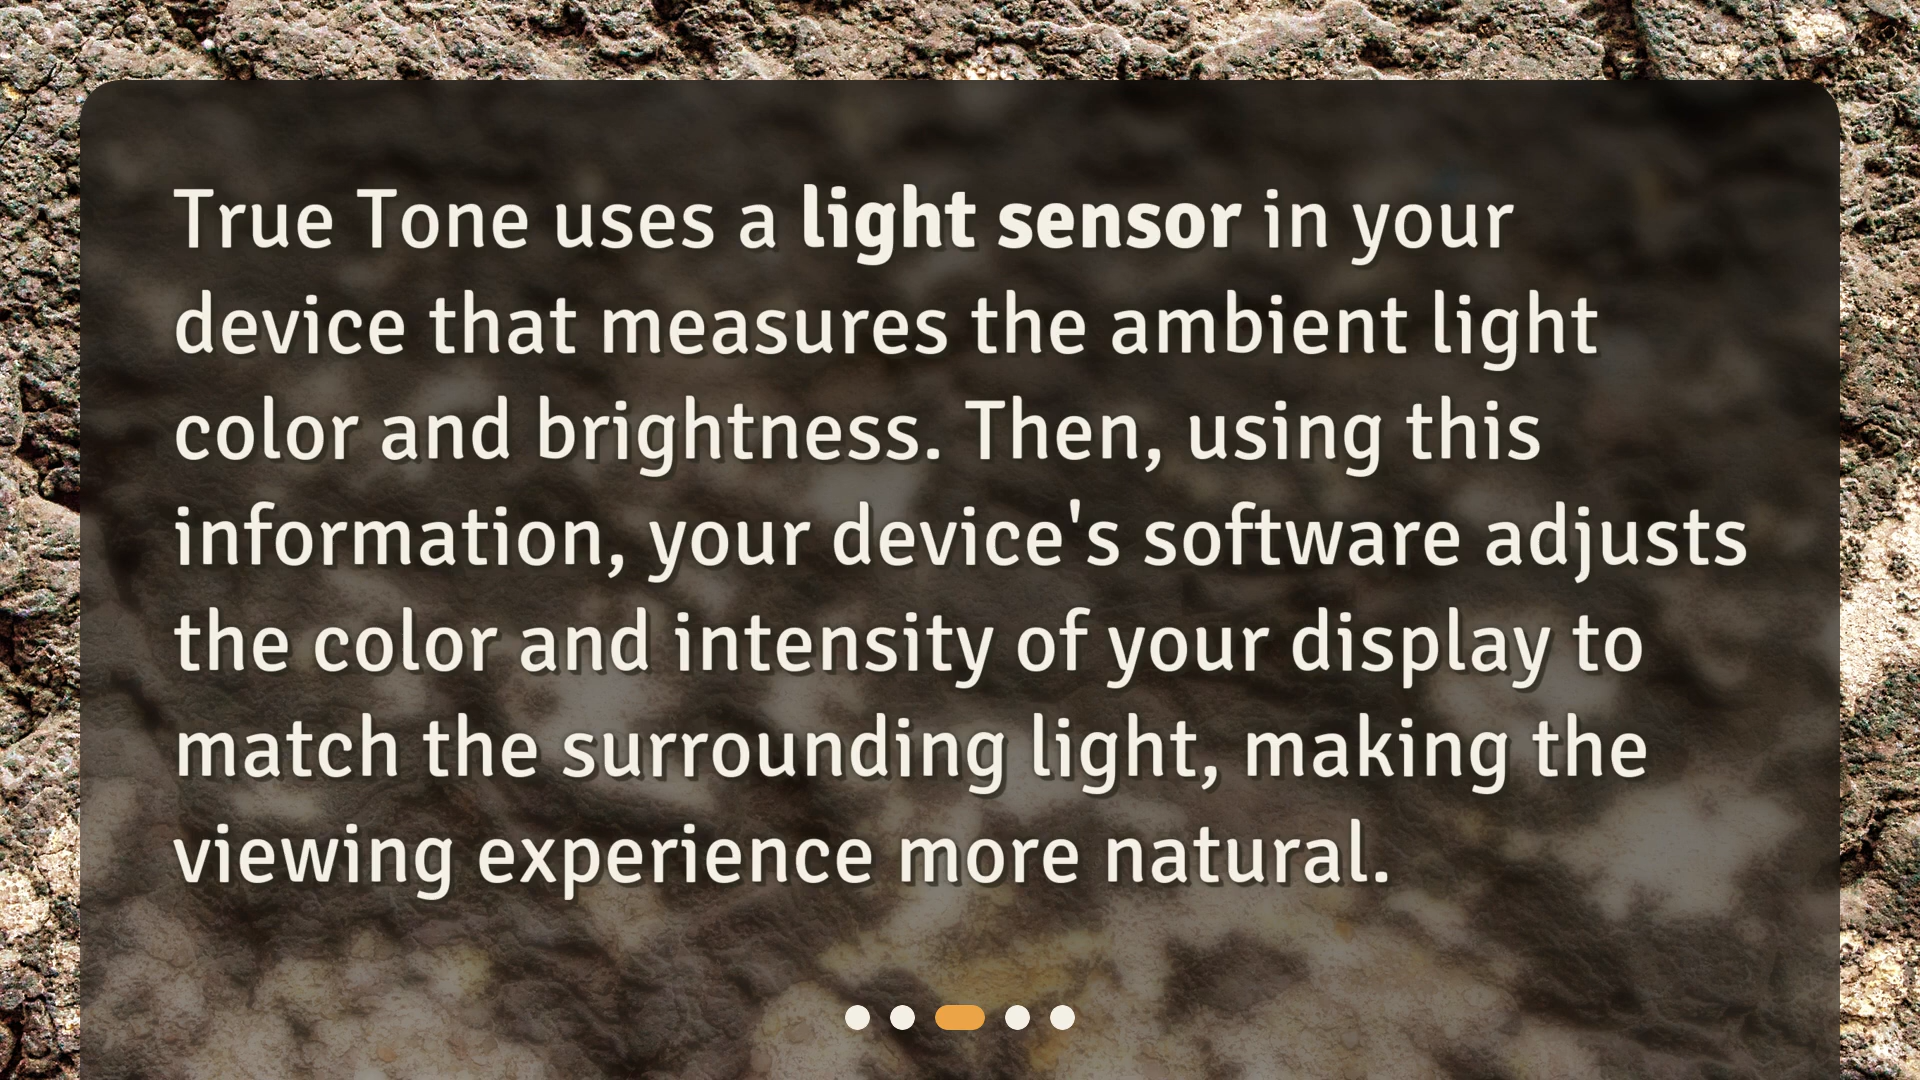 True Tone uses a light sensor in your
device that measures the ambient light
color and brightness. Then, using this
information, your device's software adjusts
the color and intensity of your display to
match the surrounding light, making the
viewing experience more natural.